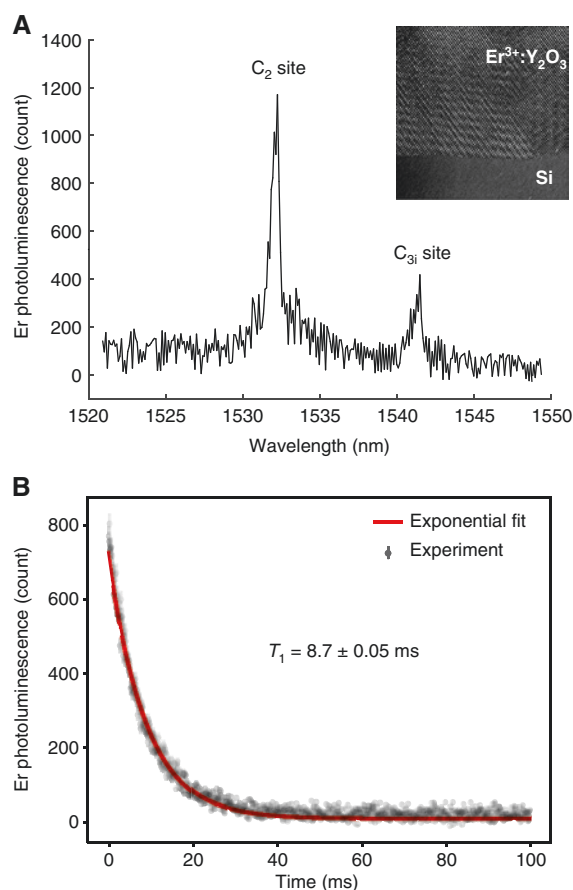 A
1400
1200
1000
800
600
400
200
0
Er photoluminescence (count)
1520
1525
1530
1535
1540
1545
1550
Wavelength (nm)
C₂ site
C₃ᵢ site
Er³⁺:Y₂O₃
Si
B
800
600
400
200
0
Er photoluminescence (count)
0
20
40
60
80
100
Time (ms)
Exponential fit
Experiment
T₁ = 8.7 ± 0.05 ms